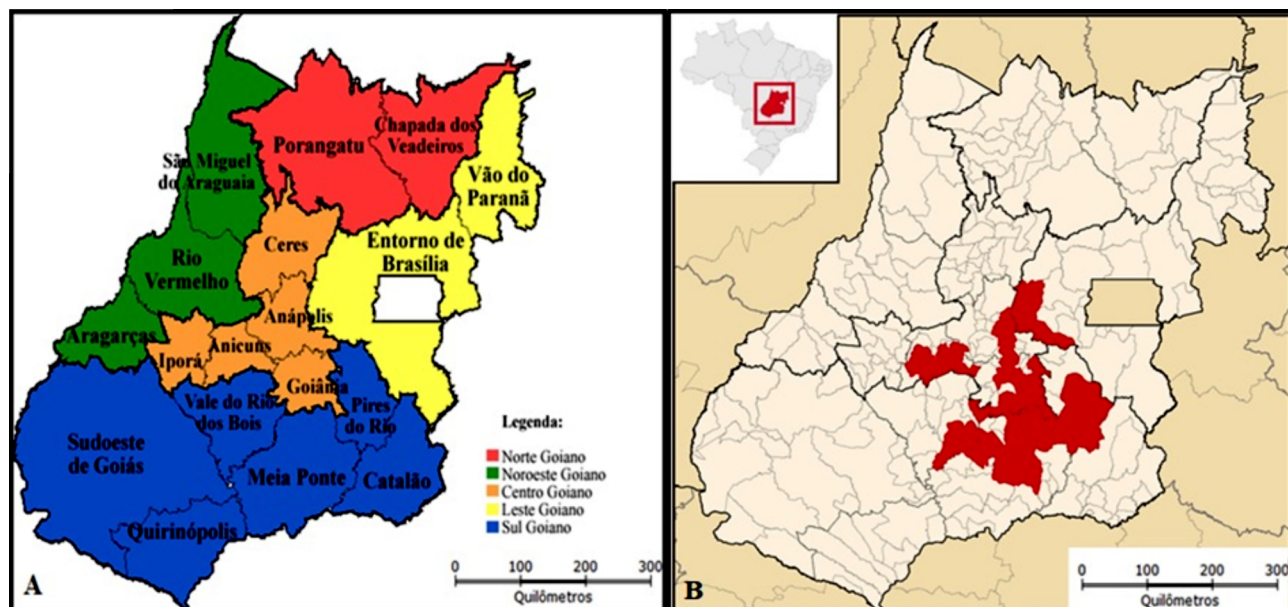 Porangatu
Chapada dos
Veadeiros
São Miguel
do Araguaia
Vão do
Paranã
Ceres
Entorno de
Brasília
Rio
Vermelho
Anápolis
Aragarças
Iporá
Anicuns
Goiânia
Vale do Rio
dos Bois
Pires
do Rio
Sudoeste
de Goiás
Meia Ponte
Catalão
Quirinópolis
Legenda:
Norte Goiano
Noroeste Goiano
Centro Goiano
Leste Goiano
Sul Goiano
0 100 200 300
Quilômetros
A
B
0 100 200 300
Quilômetros